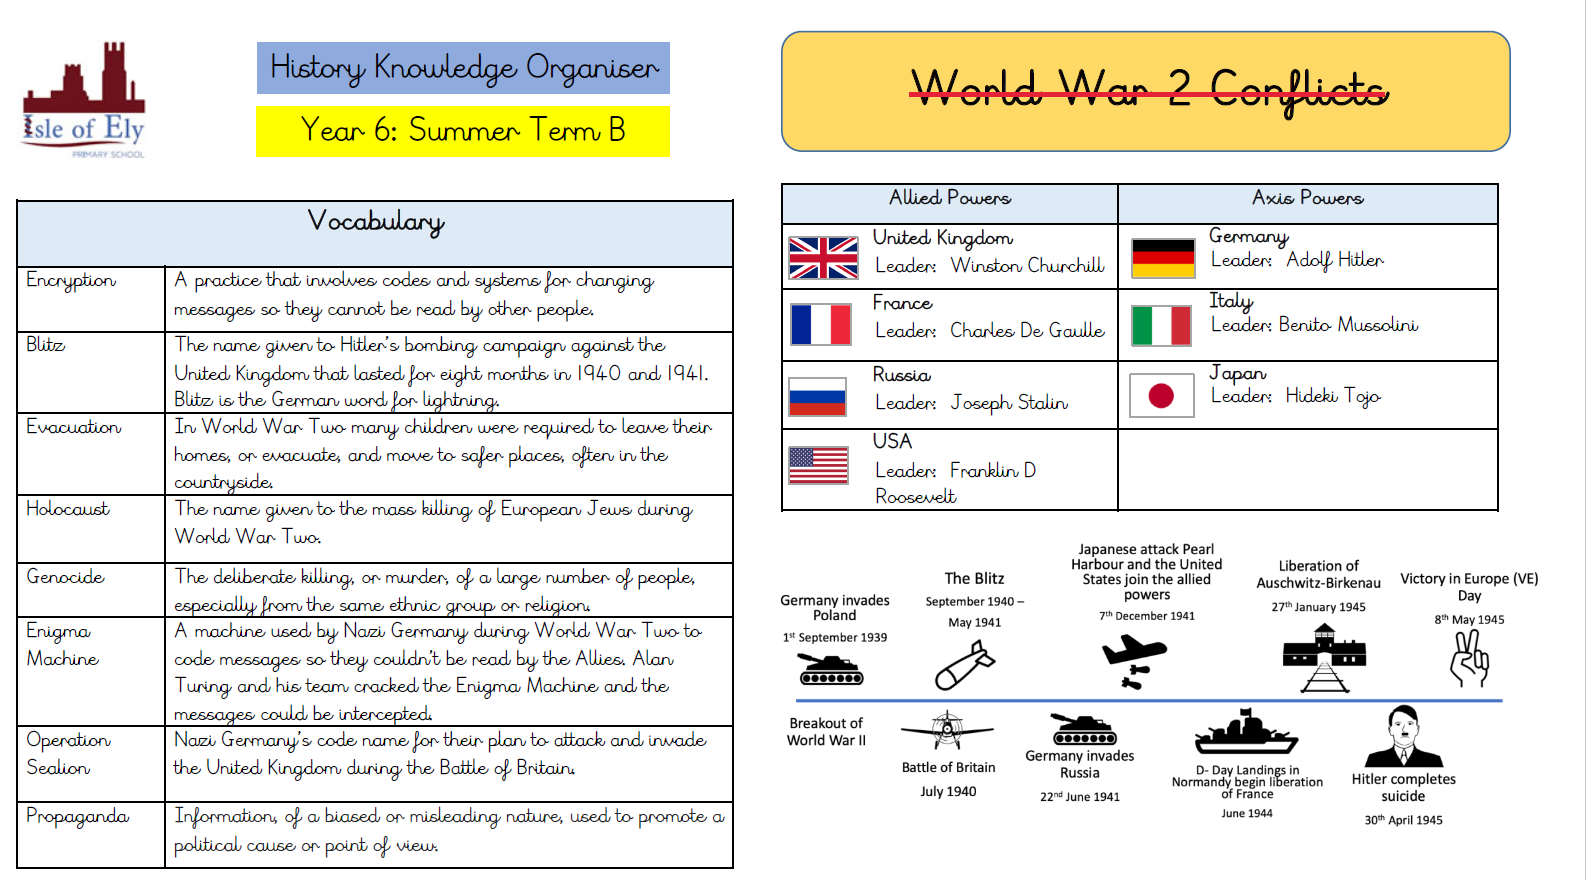 Isle of Ely
PRIMARY SCHOOL
History Knowledge Organiser
Year 6: Summer Term B
World War 2 Conflicts
Vocabulary
Encryption
A practice that involves codes and systems for changing
messages so they cannot be read by other people.
Blitz
The name given to Hitler's bombing campaign against the
United Kingdom that lasted for eight months in 1940 and 1941.
Blitz is the German word for lightning.
Evacuation
In World War Two many children were required to leave their
homes, or evacuate, and move to safer places, often in the
countryside.
Holocaust
The name given to the mass killing of European Jews during
World War Two.
Genocide
The deliberate killing, or murder, of a large number of people,
especially from the same ethnic group or religion.
Enigma
Machine
A machine used by Nazi Germany during World War Two to
code messages so they couldn't be read by the Allies. Alan
Turing and his team cracked the Enigma Machine and the
messages could be intercepted.
Operation
Sealion
Nazi Germany's code name for their plan to attack and invade
the United Kingdom during the Battle of Britain.
Propaganda
Information, of a biased or misleading nature, used to promote a
political cause or point of view.
Allied Powers
Axis Powers
United Kingdom
Leader: Winston Churchill
Germany
Leader: Adolf Hitler
France
Leader: Charles De Gaulle
Italy
Leader: Benito Mussolini
Russia
Leader: Joseph Stalin
Japan
Leader: Hideki Tojo
USA
Leader: Franklin D
Roosevelt
Germany invades
Poland
1st September 1939
The Blitz
September 1940 –
May 1941
Japanese attack Pearl
Harbour and the United
States join the allied
powers
7th December 1941
Liberation of
Auschwitz-Birkenau
27th January 1945
Victory in Europe (VE)
Day
8th May 1945
Breakout of
World War II
Battle of Britain
July 1940
Germany invades
Russia
22nd June 1941
D- Day Landings in
Normandy begin liberation
of France
June 1944
Hitler completes
suicide
30th April 1945